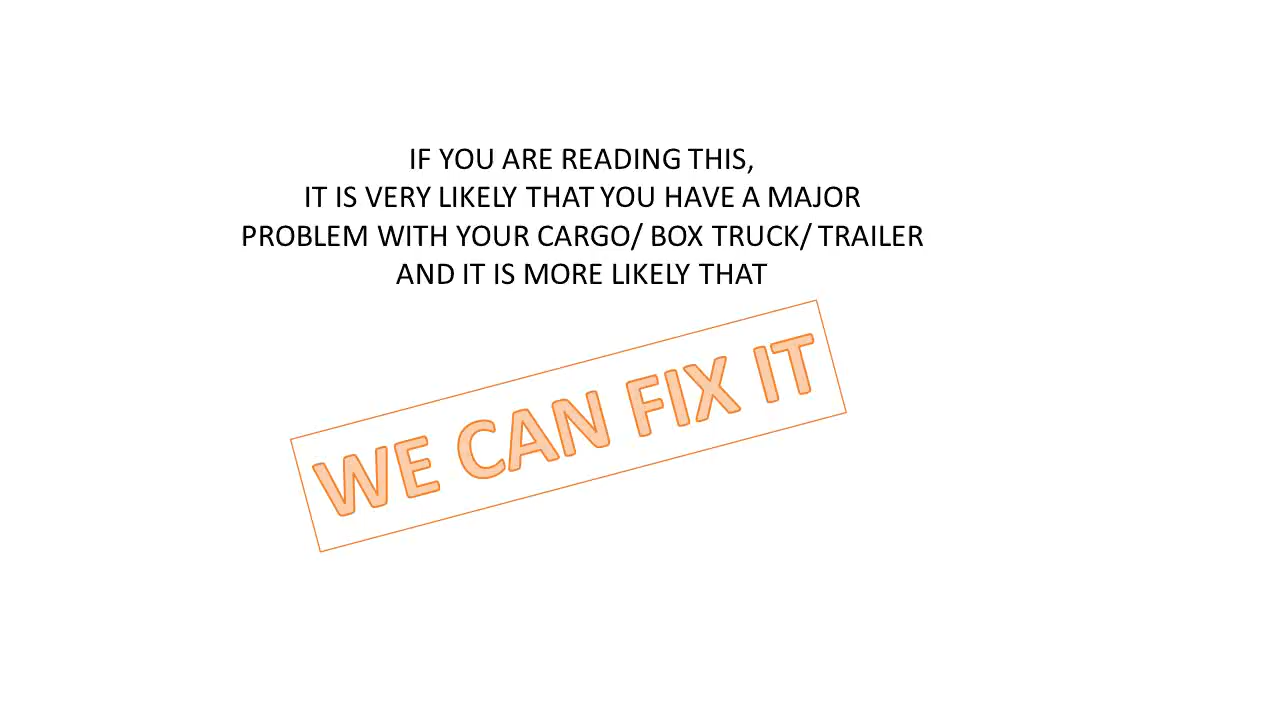 IF YOU ARE READING THIS,
IT IS VERY LIKELY THAT YOU HAVE A MAJOR
PROBLEM WITH YOUR CARGO/ BOX TRUCK/ TRAILER
AND IT IS MORE LIKELY THAT
WE CAN FIX IT